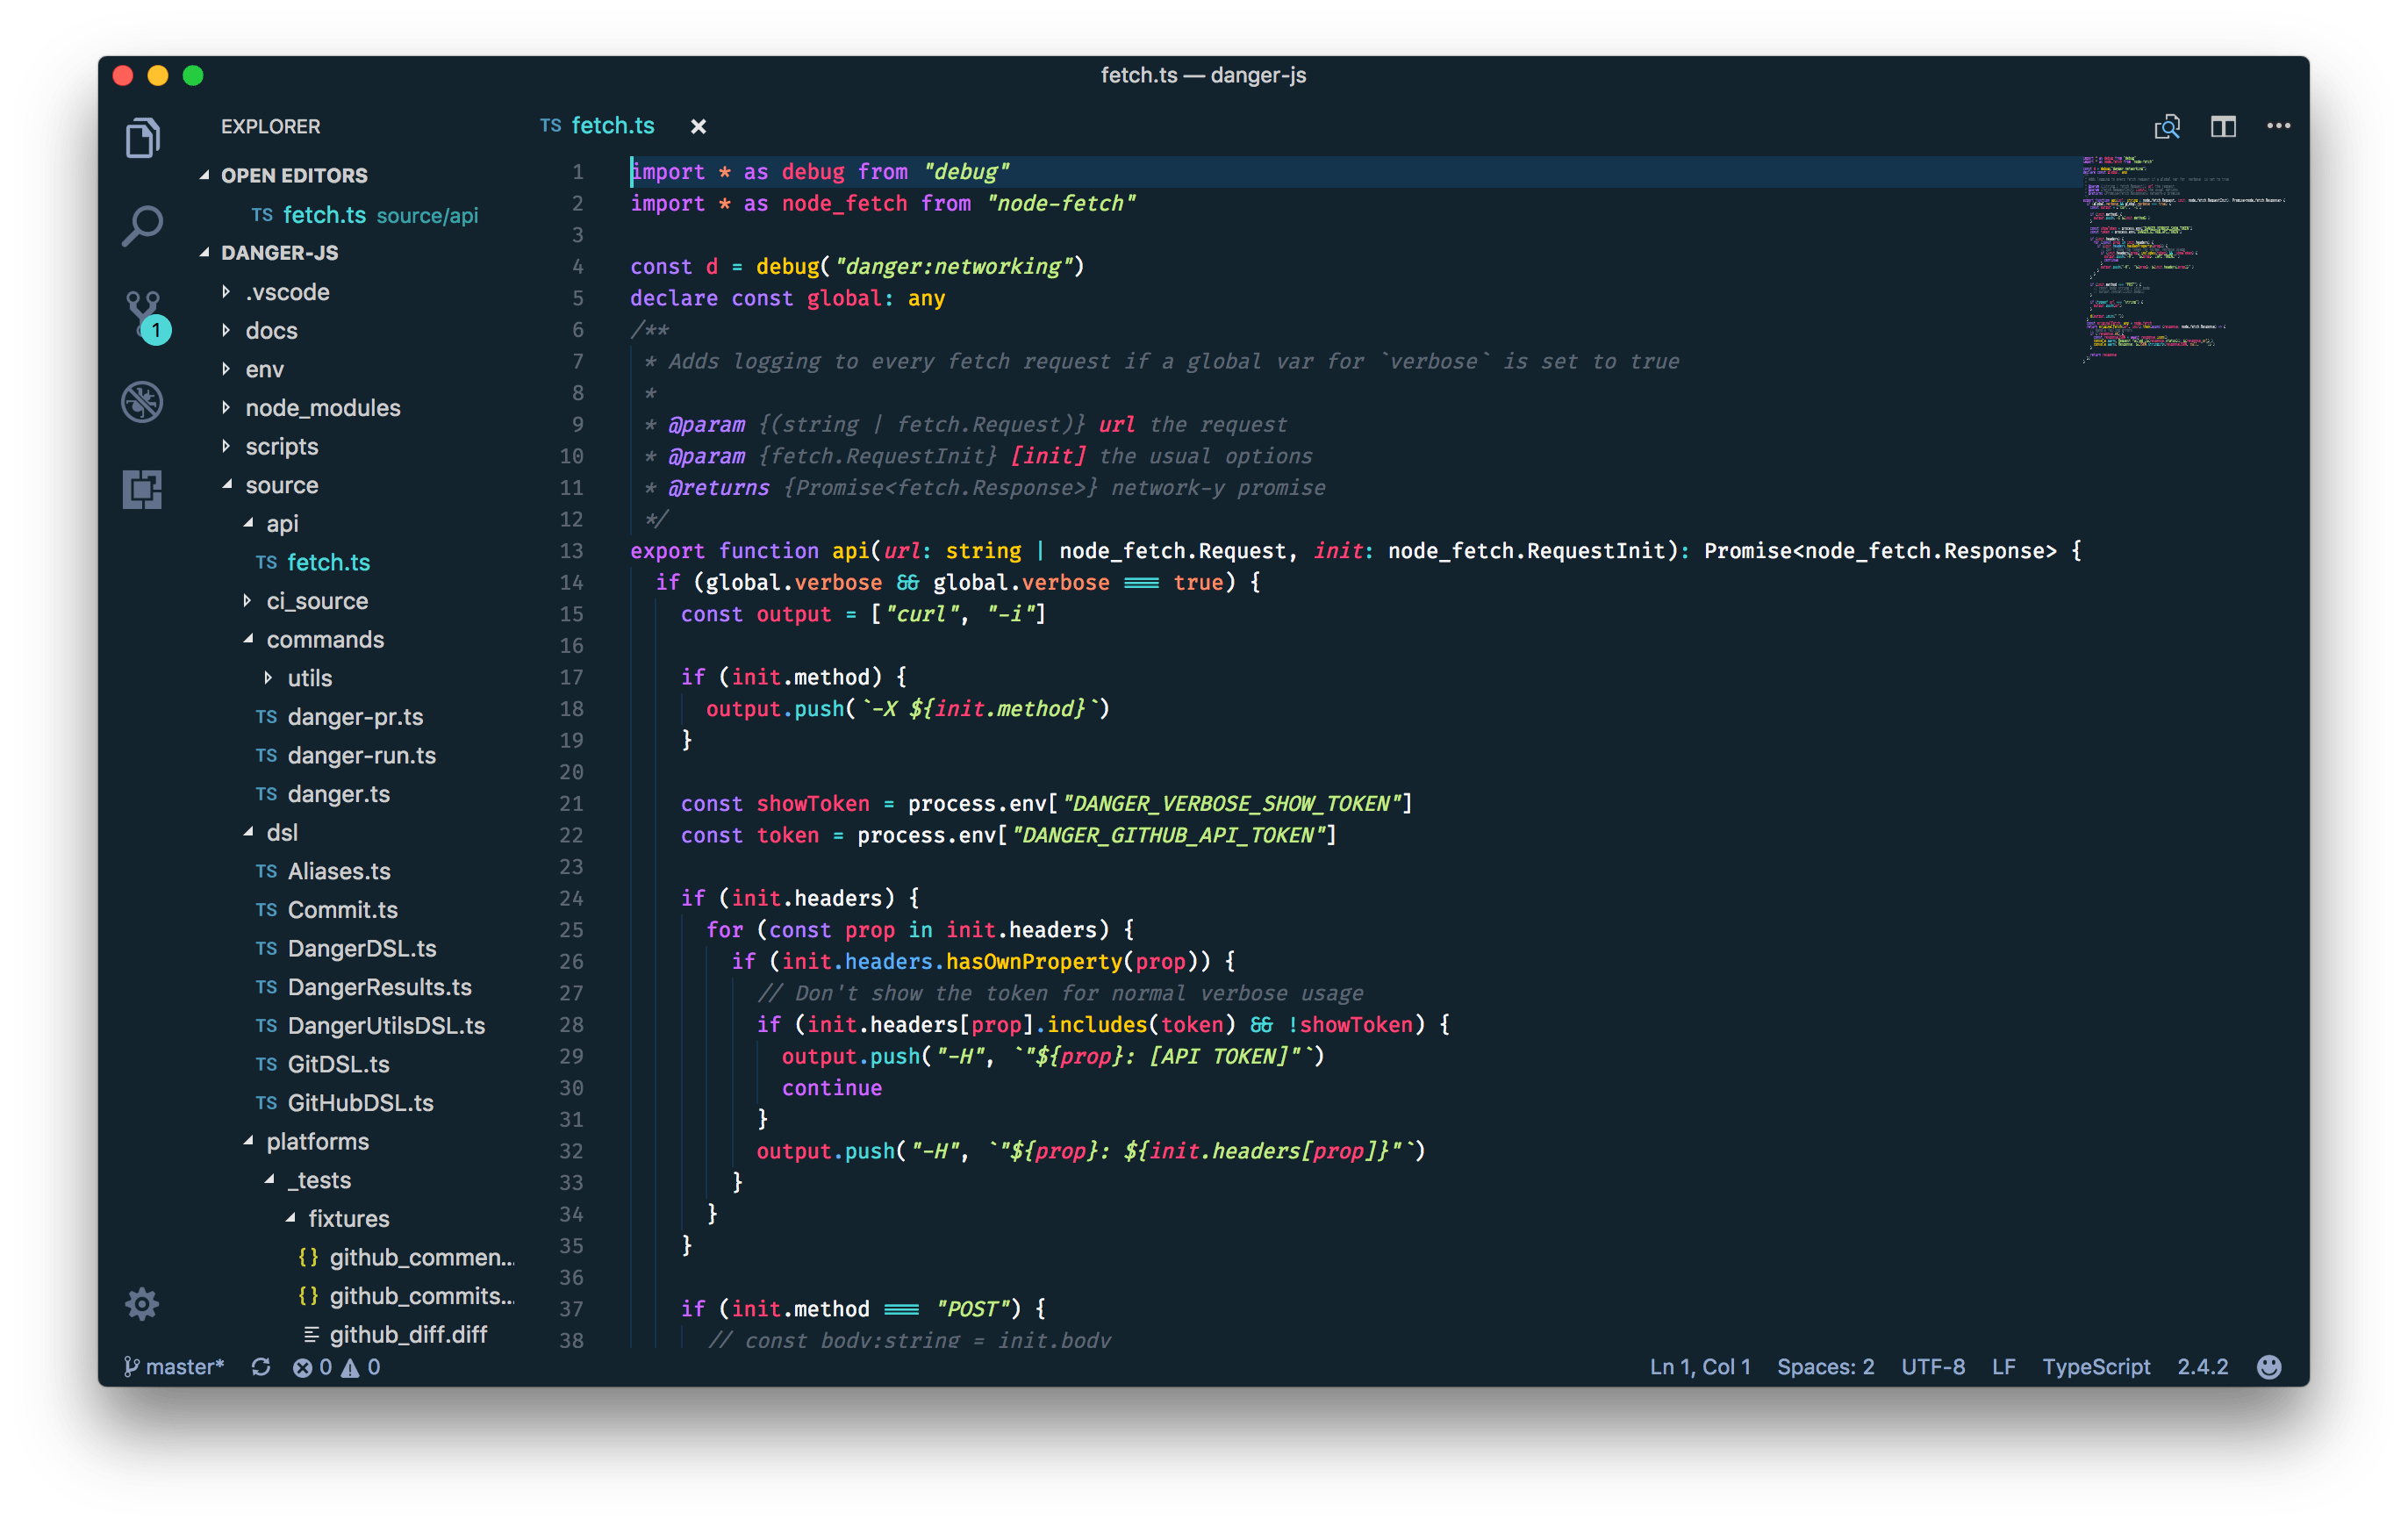 fetch.ts — danger-js
EXPLORER
OPEN EDITORS
TS fetch.ts source/api
DANGER-JS
.vscode
docs
env
node_modules
scripts
source
api
TS fetch.ts
ci_source
commands
utils
TS danger-pr.ts
TS danger-run.ts
TS danger.ts
dsl
TS Aliases.ts
TS Commit.ts
TS DangerDSL.ts
TS DangerResults.ts
TS DangerUtilsDSL.ts
TS GitDSL.ts
TS GitHubDSL.ts
platforms
_tests
fixtures
{} github_commen...
{} github_commits...
github_diff.diff
1
TS fetch.ts ×
1 import * as debug from "debug"
2 import * as node_fetch from "node-fetch"
3
4 const d = debug("danger:networking")
5 declare const global: any
6 /**
7  * Adds logging to every fetch request if a global var for `verbose` is set to true
8  *
9  * @param {(string | fetch.Request)} url the request
10  * @param {fetch.RequestInit} [init] the usual options
11  * @returns {Promise<fetch.Response>} network-y promise
12  */
13 export function api(url: string | node_fetch.Request, init: node_fetch.RequestInit): Promise<node_fetch.Response> {
14   if (global.verbose && global.verbose === true) {
15     const output = ["curl", "-i"]
16
17     if (init.method) {
18       output.push(`-X ${init.method}`)
19     }
20
21     const showToken = process.env["DANGER_VERBOSE_SHOW_TOKEN"]
22     const token = process.env["DANGER_GITHUB_API_TOKEN"]
23
24     if (init.headers) {
25       for (const prop in init.headers) {
26         if (init.headers.hasOwnProperty(prop)) {
27           // Don't show the token for normal verbose usage
28           if (init.headers[prop].includes(token) && !showToken) {
29             output.push("-H", `"${prop}: [API TOKEN]"`)
30             continue
31           }
32           output.push("-H", `"${prop}: ${init.headers[prop]}"`)
33         }
34       }
35     }
36
37     if (init.method === "POST") {
38       // const body:string = init.body
master* 0 0
Ln 1, Col 1 Spaces: 2 UTF-8 LF TypeScript 2.4.2